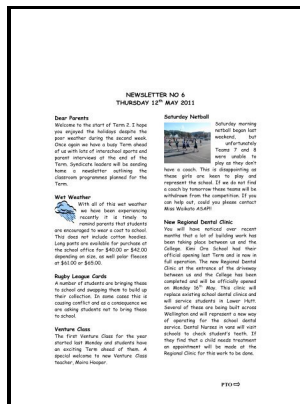 NEWSLETTER NO 6
THURSDAY 12th MAY 2011
Dear Parents
Welcome to the start of Term 2. I hope
you enjoyed the holidays despite the
poor weather during the second week.
Once again we have a busy Term ahead
of us with lots of interschool sports and
parent interviews at the end of the
Term. Syndicate leaders will be sending
home a newsletter outlining the
classroom programmes planned for the
Term.
Wet Weather
With all of this wet weather
we have been experiencing
recently it is timely to
remind parents that students
are encouraged to wear a coat to school.
This does not include cotton hoodies.
Long pants are available for purchase at
the school office for $40.00 or $42.00
depending on size, as well polar fleeces
at $61.00 or $65.00.
Rugby League Cards
A number of students are bringing these
to school and swapping them to build up
their collection. In some cases this is
causing conflict and as a consequence we
are asking students not to bring these
to school.
Venture Class
The first Venture Class for the year
started last Monday and students have
an exciting Term ahead of them. A
special welcome to new Venture Class
teacher, Moira Hooper.
Saturday Netball
Saturday morning
netball began last
weekend, but
unfortunately
Teams 7 and 8
were unable to
play as they don't
have a coach. This is disappointing as
these girls are keen to play and
represent the school. If we do not find
a coach by tomorrow these teams will be
withdrawn from the competition. If you
can help out, could you please contact
Miss Waikato ASAP!
New Regional Dental Clinic
You will have noticed over recent
months that a lot of building work has
been taking place between us and the
College. Kimi Ora School had their
official opening last Term and is now in
full operation. The new Regional Dental
Clinic at the entrance of the driveway
between us and the College has been
completed and will be officially opened
on Monday 16th May. This clinic will
replace existing school dental clinics and
will service students in Lower Hutt.
Several of these are being built across
Wellington and will represent a new way
of operating for the school dental
service. Dental Nurses in vans will visit
schools to check student's teeth. If
they find that a child needs treatment
an appointment will be made at the
Regional Clinic for this work to be done.
PTO⇨